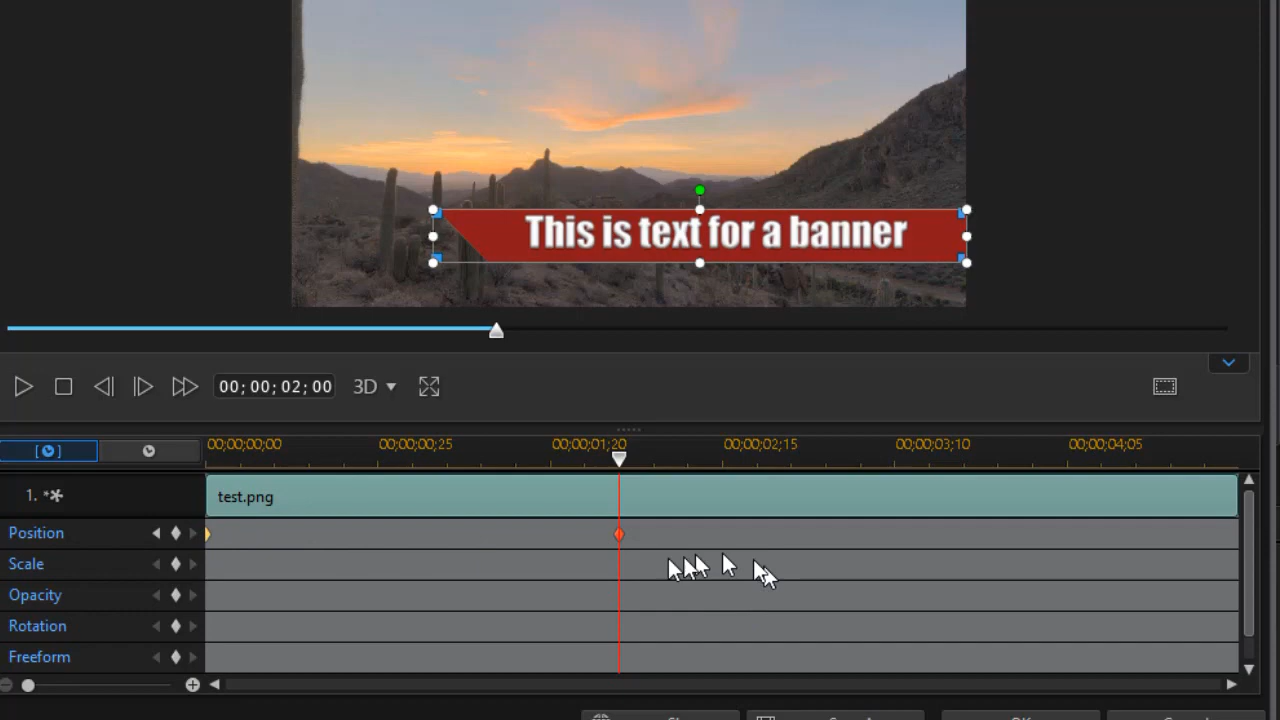 This is text for a banner
00;00;02;00 3D
00;00;00;00 00;00;00;25 00;00;01;20 00;00;02;15 00;00;03;10 00;00;04;05
1. test.png
Position
Scale
Opacity
Rotation
Freeform